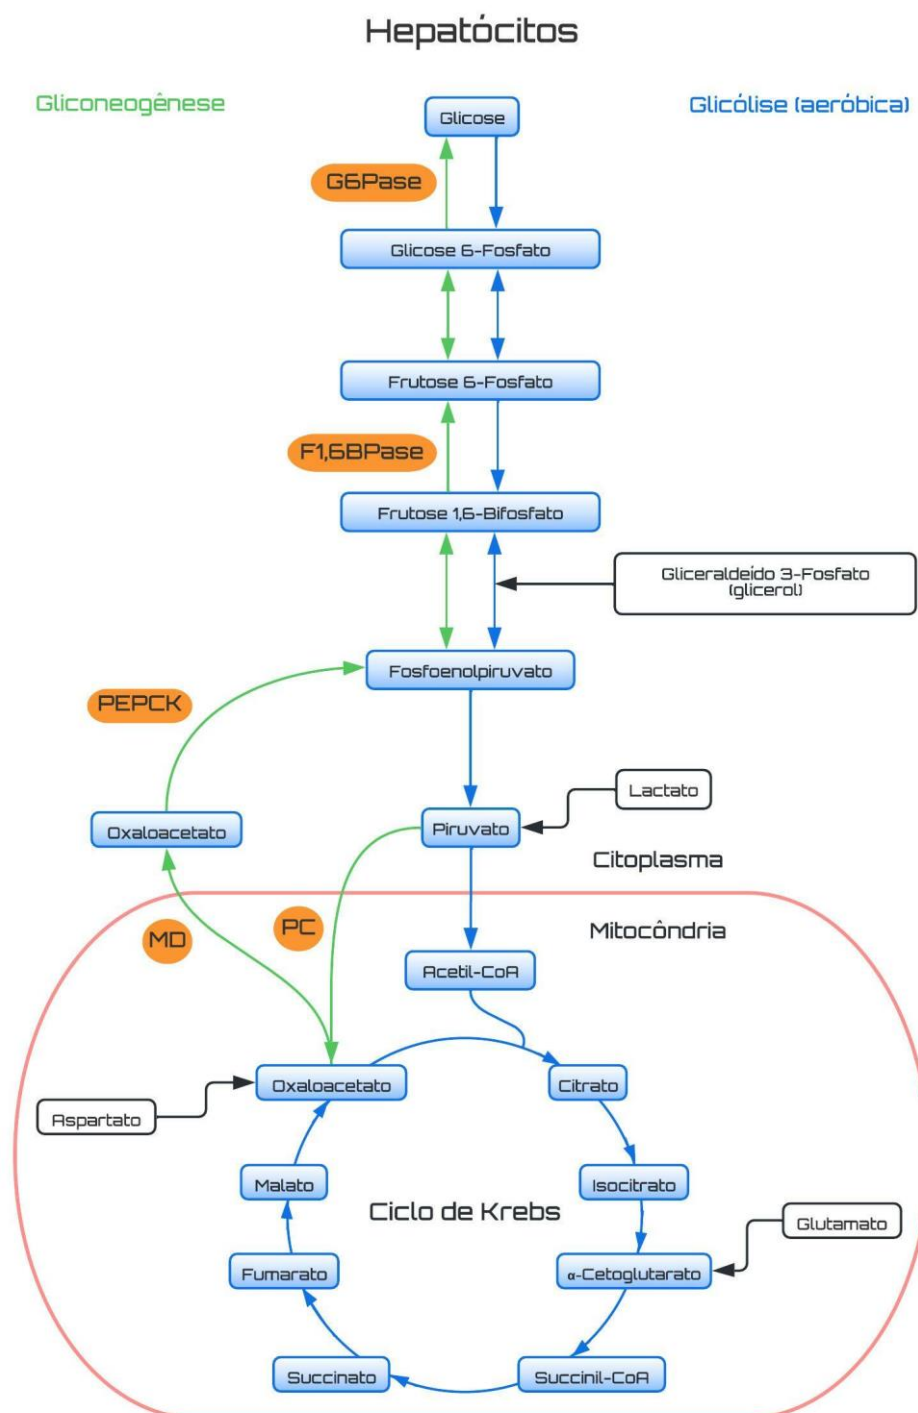 Hepatócitos
Gliconeogênese
Glicólise (aeróbica)
Glicose
G6Pase
Glicose 6-Fosfato
Frutose 6-Fosfato
F1,6BPase
Frutose 1,6-Bifosfato
Gliceraldeído 3-Fosfato
(glicerol)
Fosfoenolpiruvato
PEPCK
Lactato
Oxaloacetato
Piruvato
Citoplasma
Mitocôndria
MD
PC
Acetil-CoA
Oxaloacetato
Citrato
Aspartato
Malato
Isocitrato
Ciclo de Krebs
Glutamato
Fumarato
α-Cetoglutarato
Succinato
Succinil-CoA